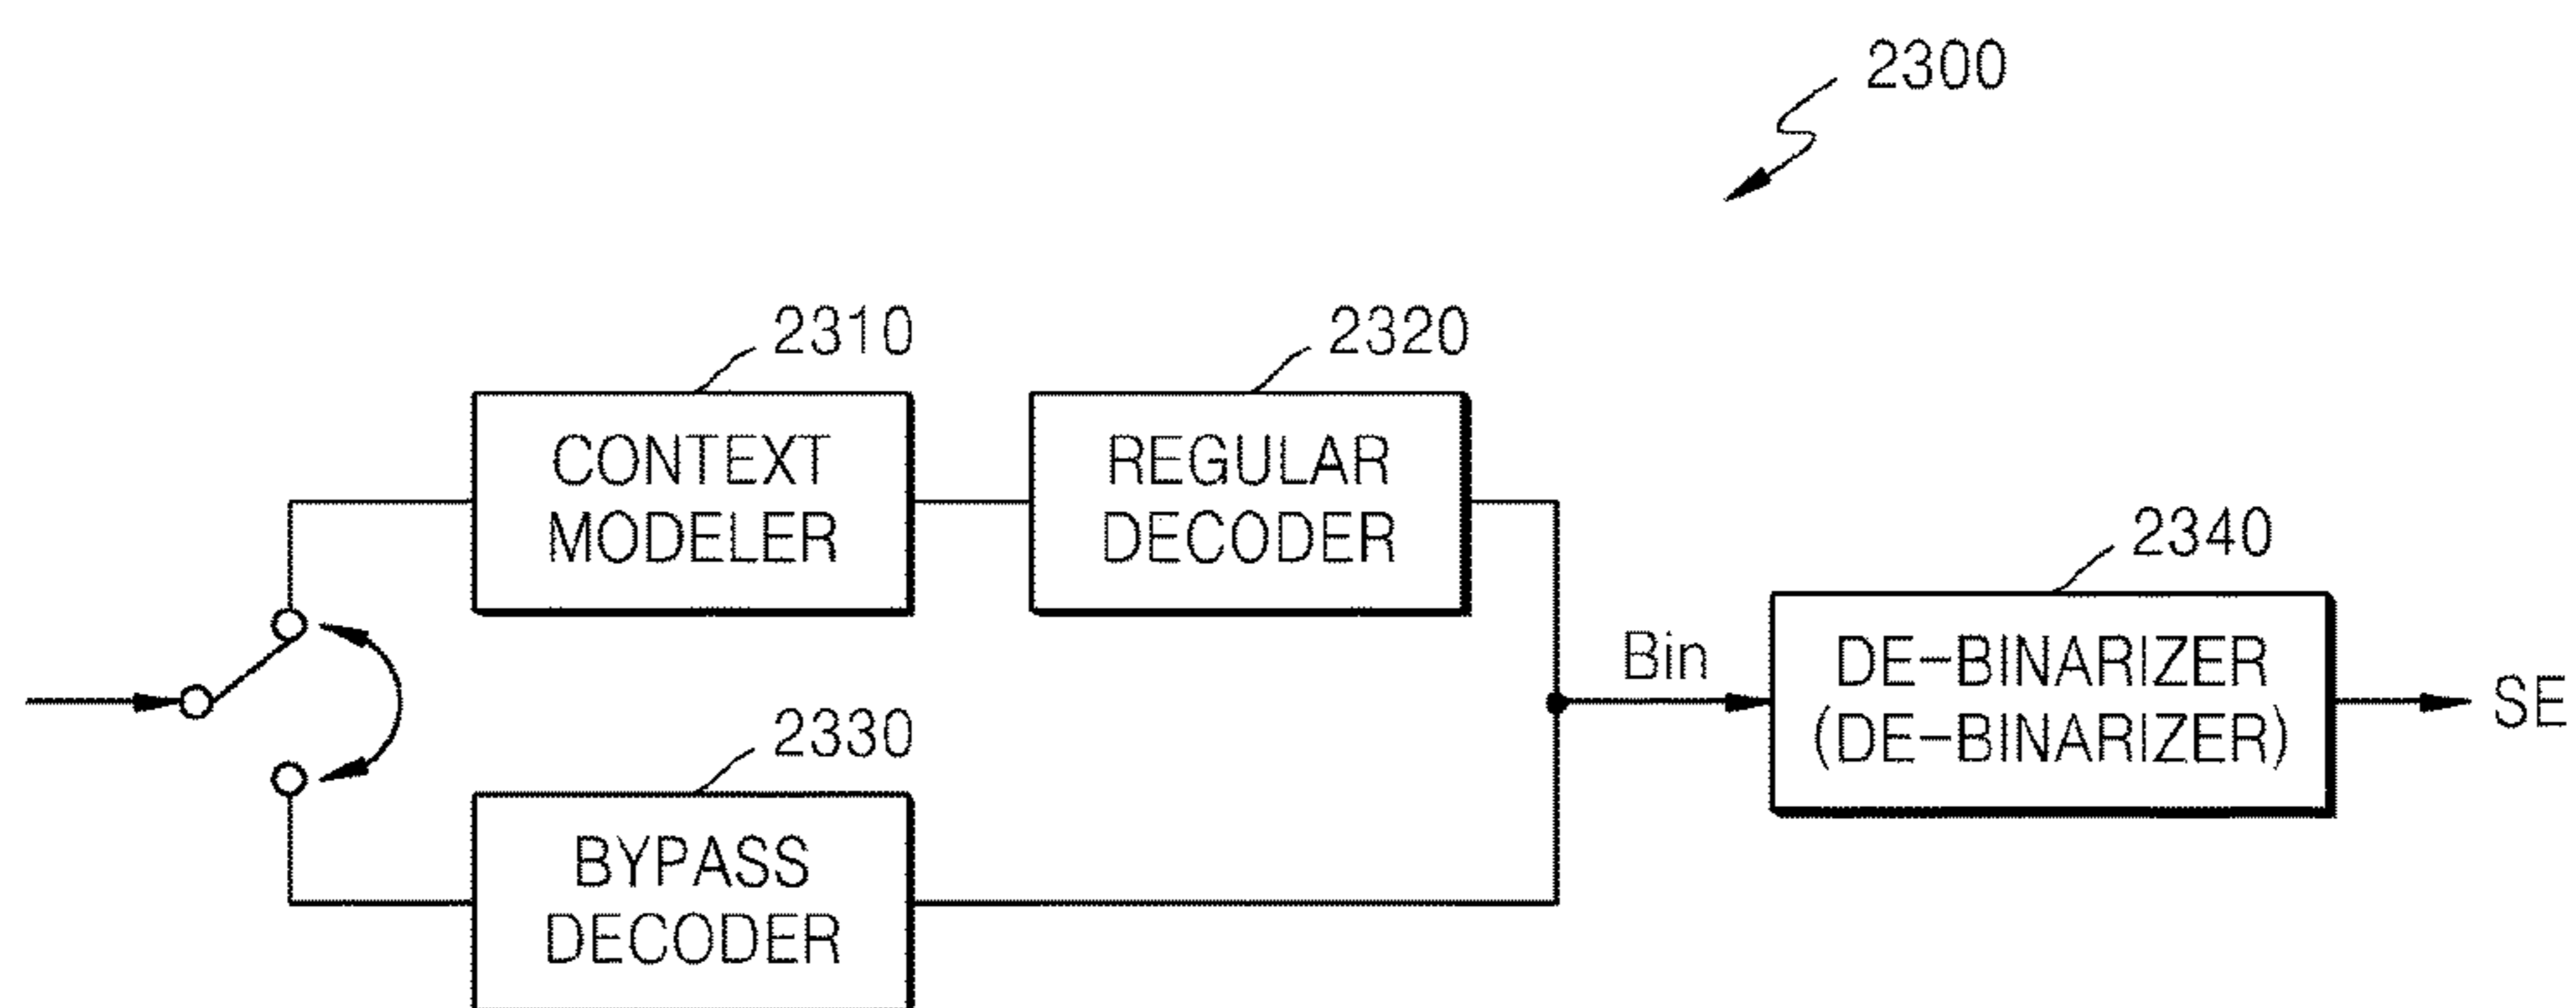 2300
2310
2320
CONTEXT
MODELER
REGULAR
DECODER
2340
Bin
DE-BINARIZER
(DE-BINARIZER)
SE
2330
BYPASS
DECODER